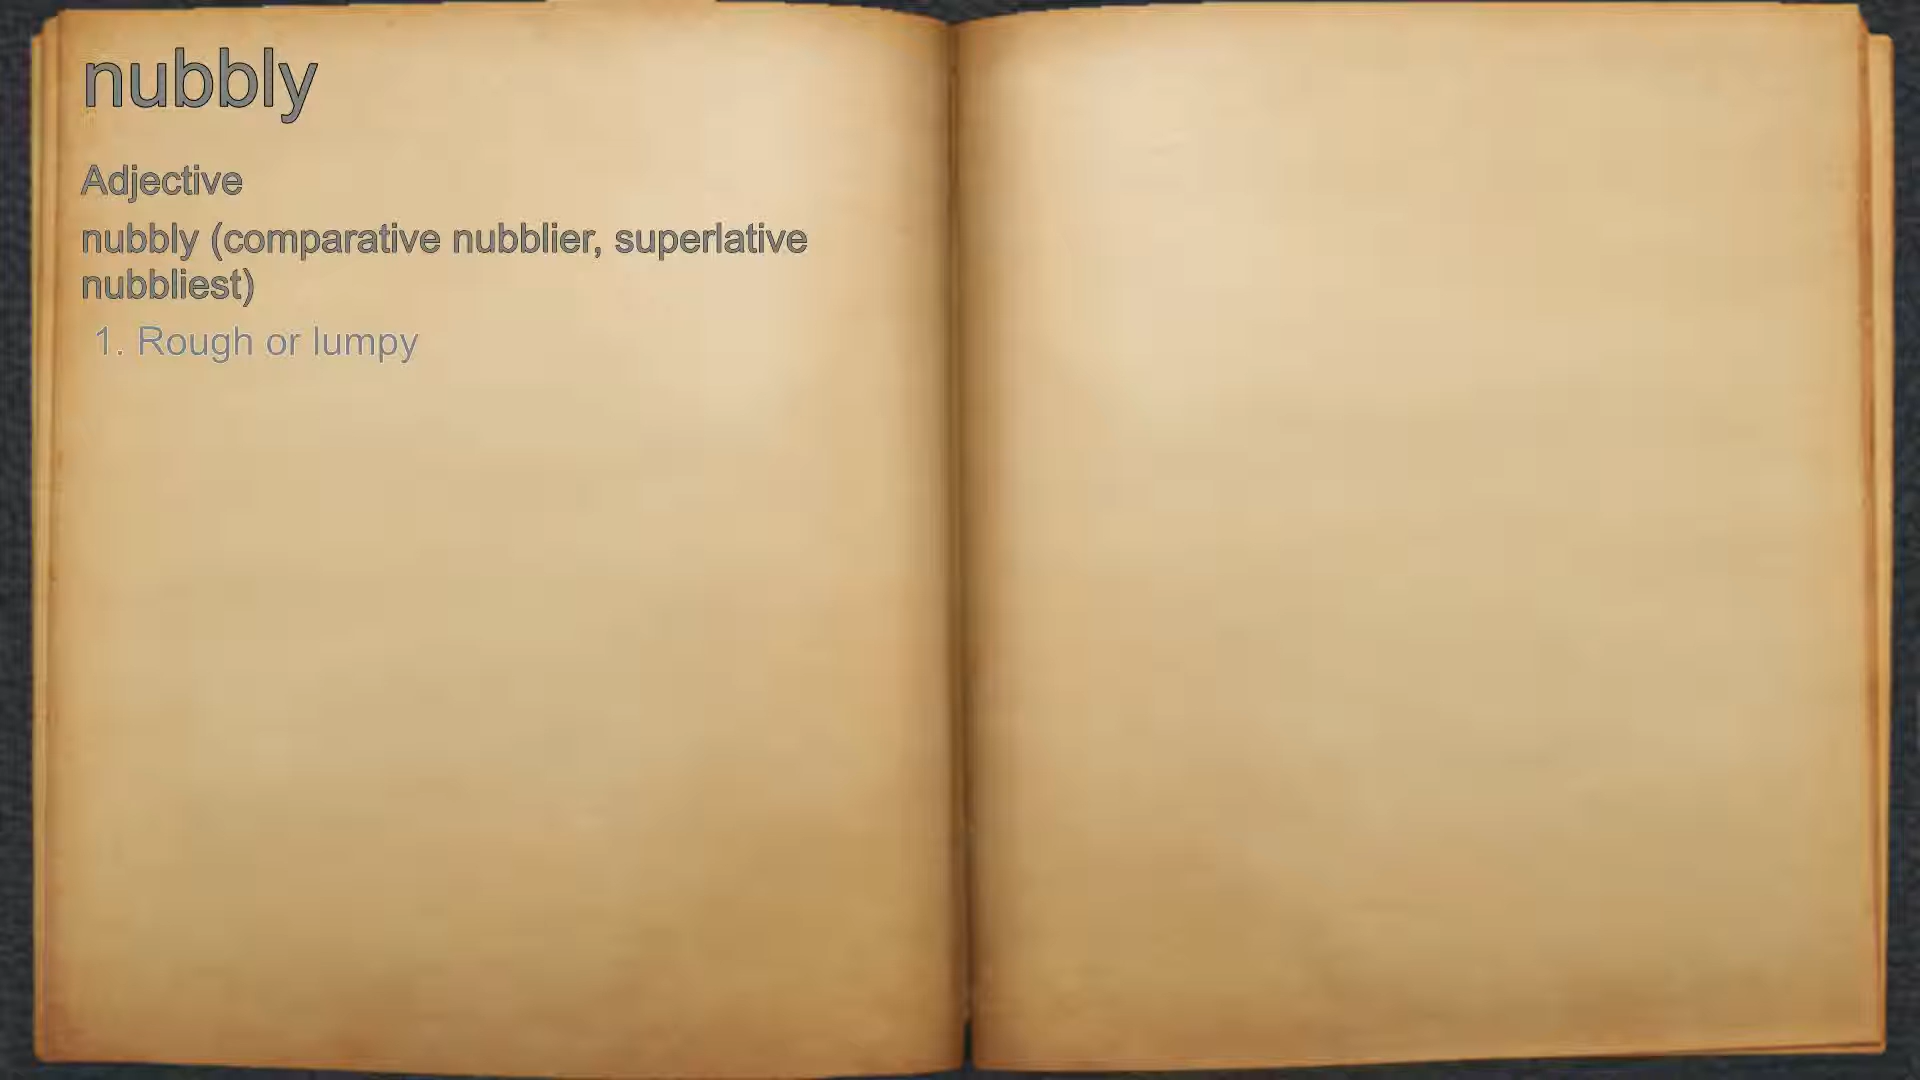 nubbly
Adjective
nubbly (comparative nubblier, superlative
nubbliest)
1. Rough or lumpy